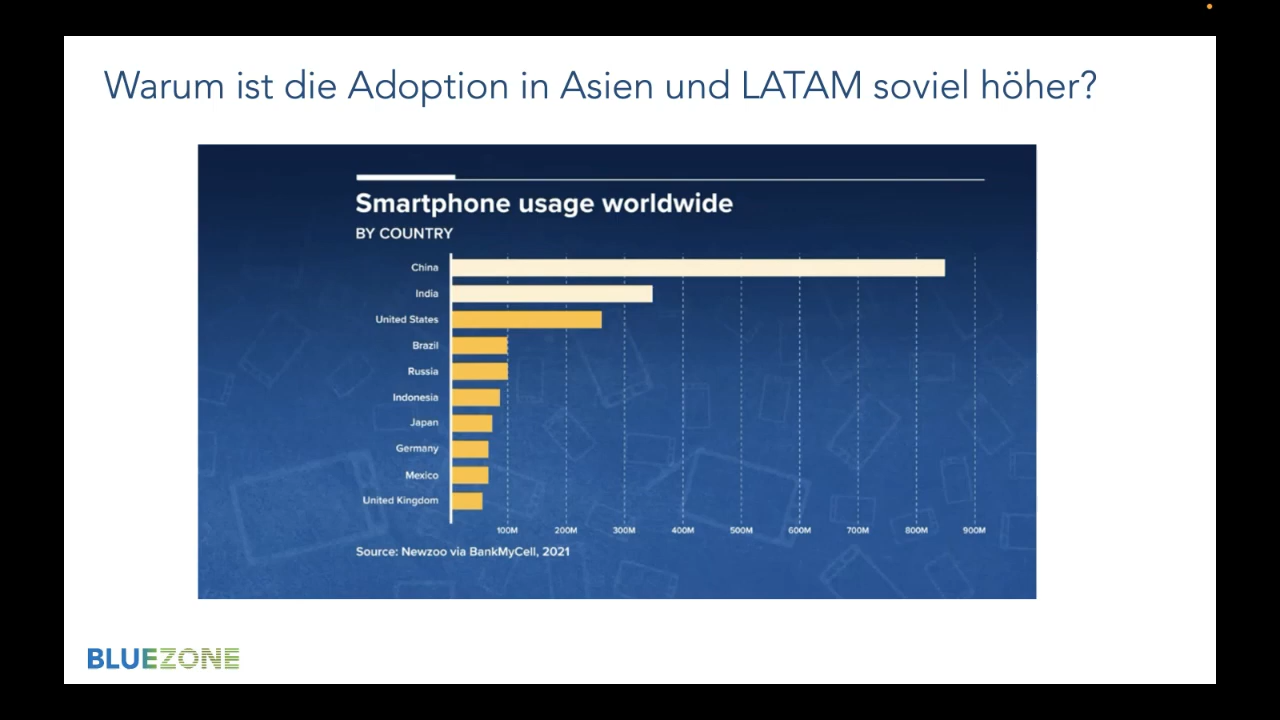 Warum ist die Adoption in Asien und LATAM soviel höher?
Smartphone usage worldwide
BY COUNTRY
China
India
United States
Brazil
Russia
Indonesia
Japan
Germany
Mexico
United Kingdom
100M 200M 300M 400M 500M 600M 700M 800M 900M
Source: Newzoo via BankMyCell, 2021
BLUEZONE